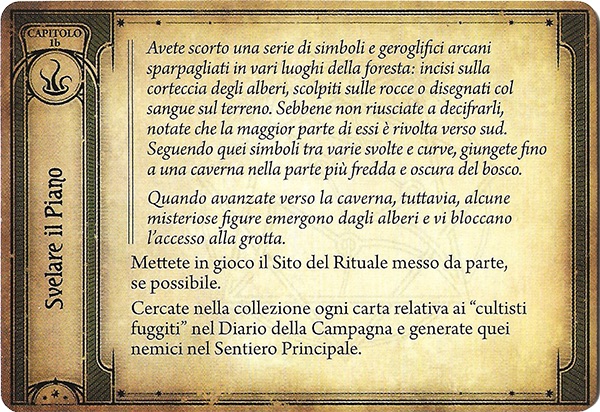 CAPITOLO
1b
Svelare il Piano
Avete scorto una serie di simboli e geroglifici arcani
sparpagliati in vari luoghi della foresta: incisi sulla
corteccia degli alberi, scolpiti sulle rocce o disegnati col
sangue sul terreno. Sebbene non riusciate a decifrarli,
notate che la maggior parte di essi è rivolta verso sud.
Seguendo quei simboli tra varie svolte e curve, giungete fino
a una caverna nella parte più fredda e oscura del bosco.
Quando avanzate verso la caverna, tuttavia, alcune
misteriose figure emergono dagli alberi e vi bloccano
l'accesso alla grotta.
Mettete in gioco il Sito del Rituale messo da parte,
se possibile.
Cercate nella collezione ogni carta relativa ai “cultisti
fuggiti” nel Diario della Campagna e generate quei
nemici nel Sentiero Principale.